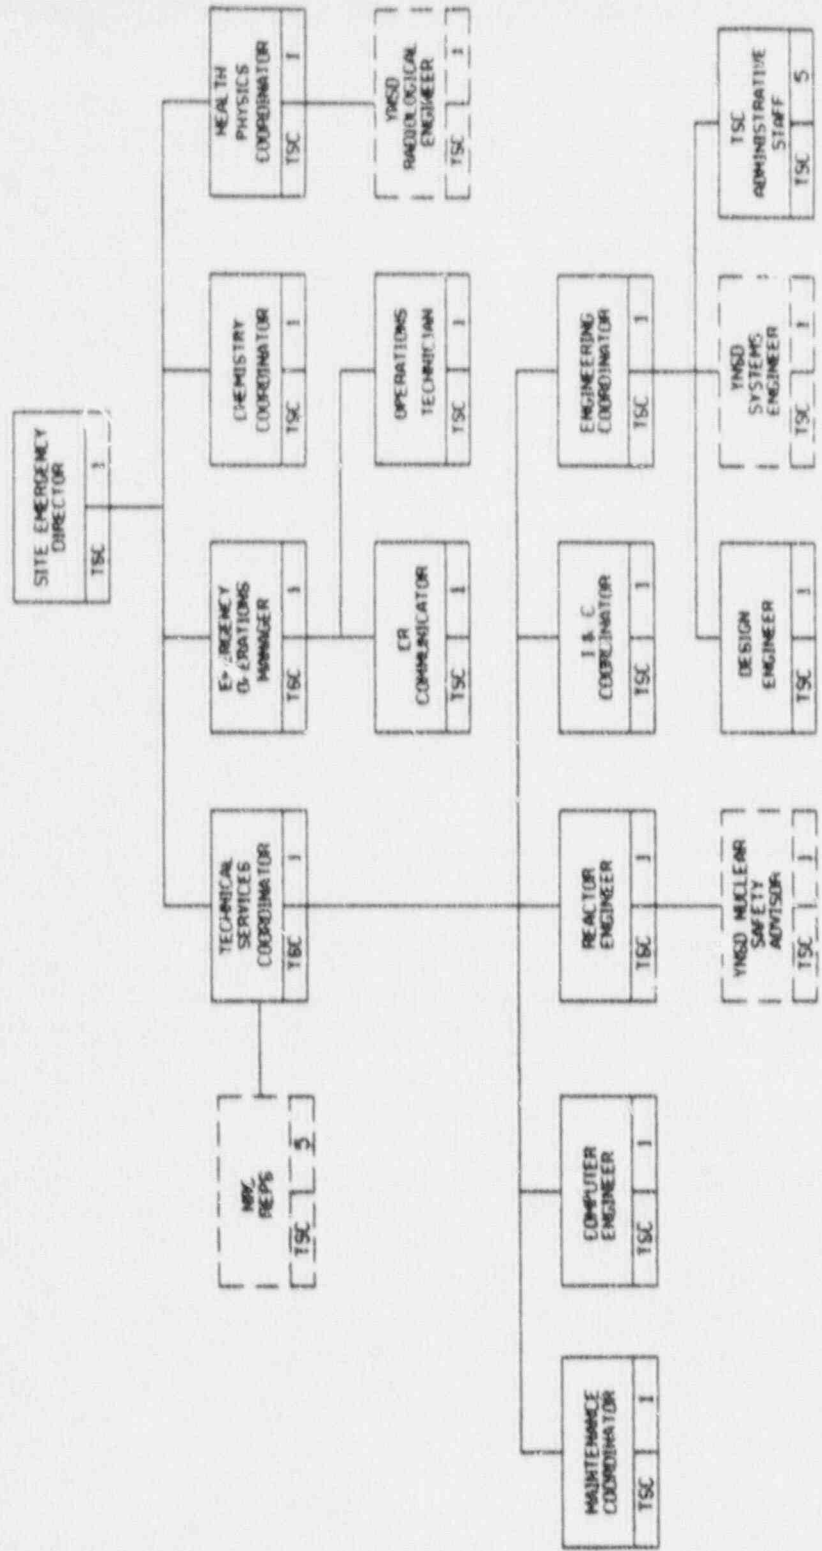 SITE EMERGENCY
DIRECTOR
TSC 1
TECHNICAL
SERVICES
COORDINATOR
TSC 1
MANAGER
TSC 1
CHEMISTRY
COORDINATOR
TSC 1
HEALTH
PHYSICS
COORDINATOR
TSC 1
NRC
REPS
TSC 5
CR
COMMUNICATOR
TSC 1
OPERATIONS
TECHNICIAN
TSC 1
YNSD
RADIOLOGICAL
ENGINEER
TSC 1
MAINTENANCE
COORDINATOR
TSC 1
COMPUTER
ENGINEER
TSC 1
REACTOR
ENGINEER
TSC 1
I & C
COORDINATOR
TSC 1
ENGINEERING
COORDINATOR
TSC 1
YNSD NUCLEAR
SAFETY
ADVISOR
TSC 1
DESIGN
ENGINEER
TSC 1
YNSD
SYSTEMS
ENGINEER
TSC 1
TSC
ADMINISTRATIVE
STAFF
TSC 5